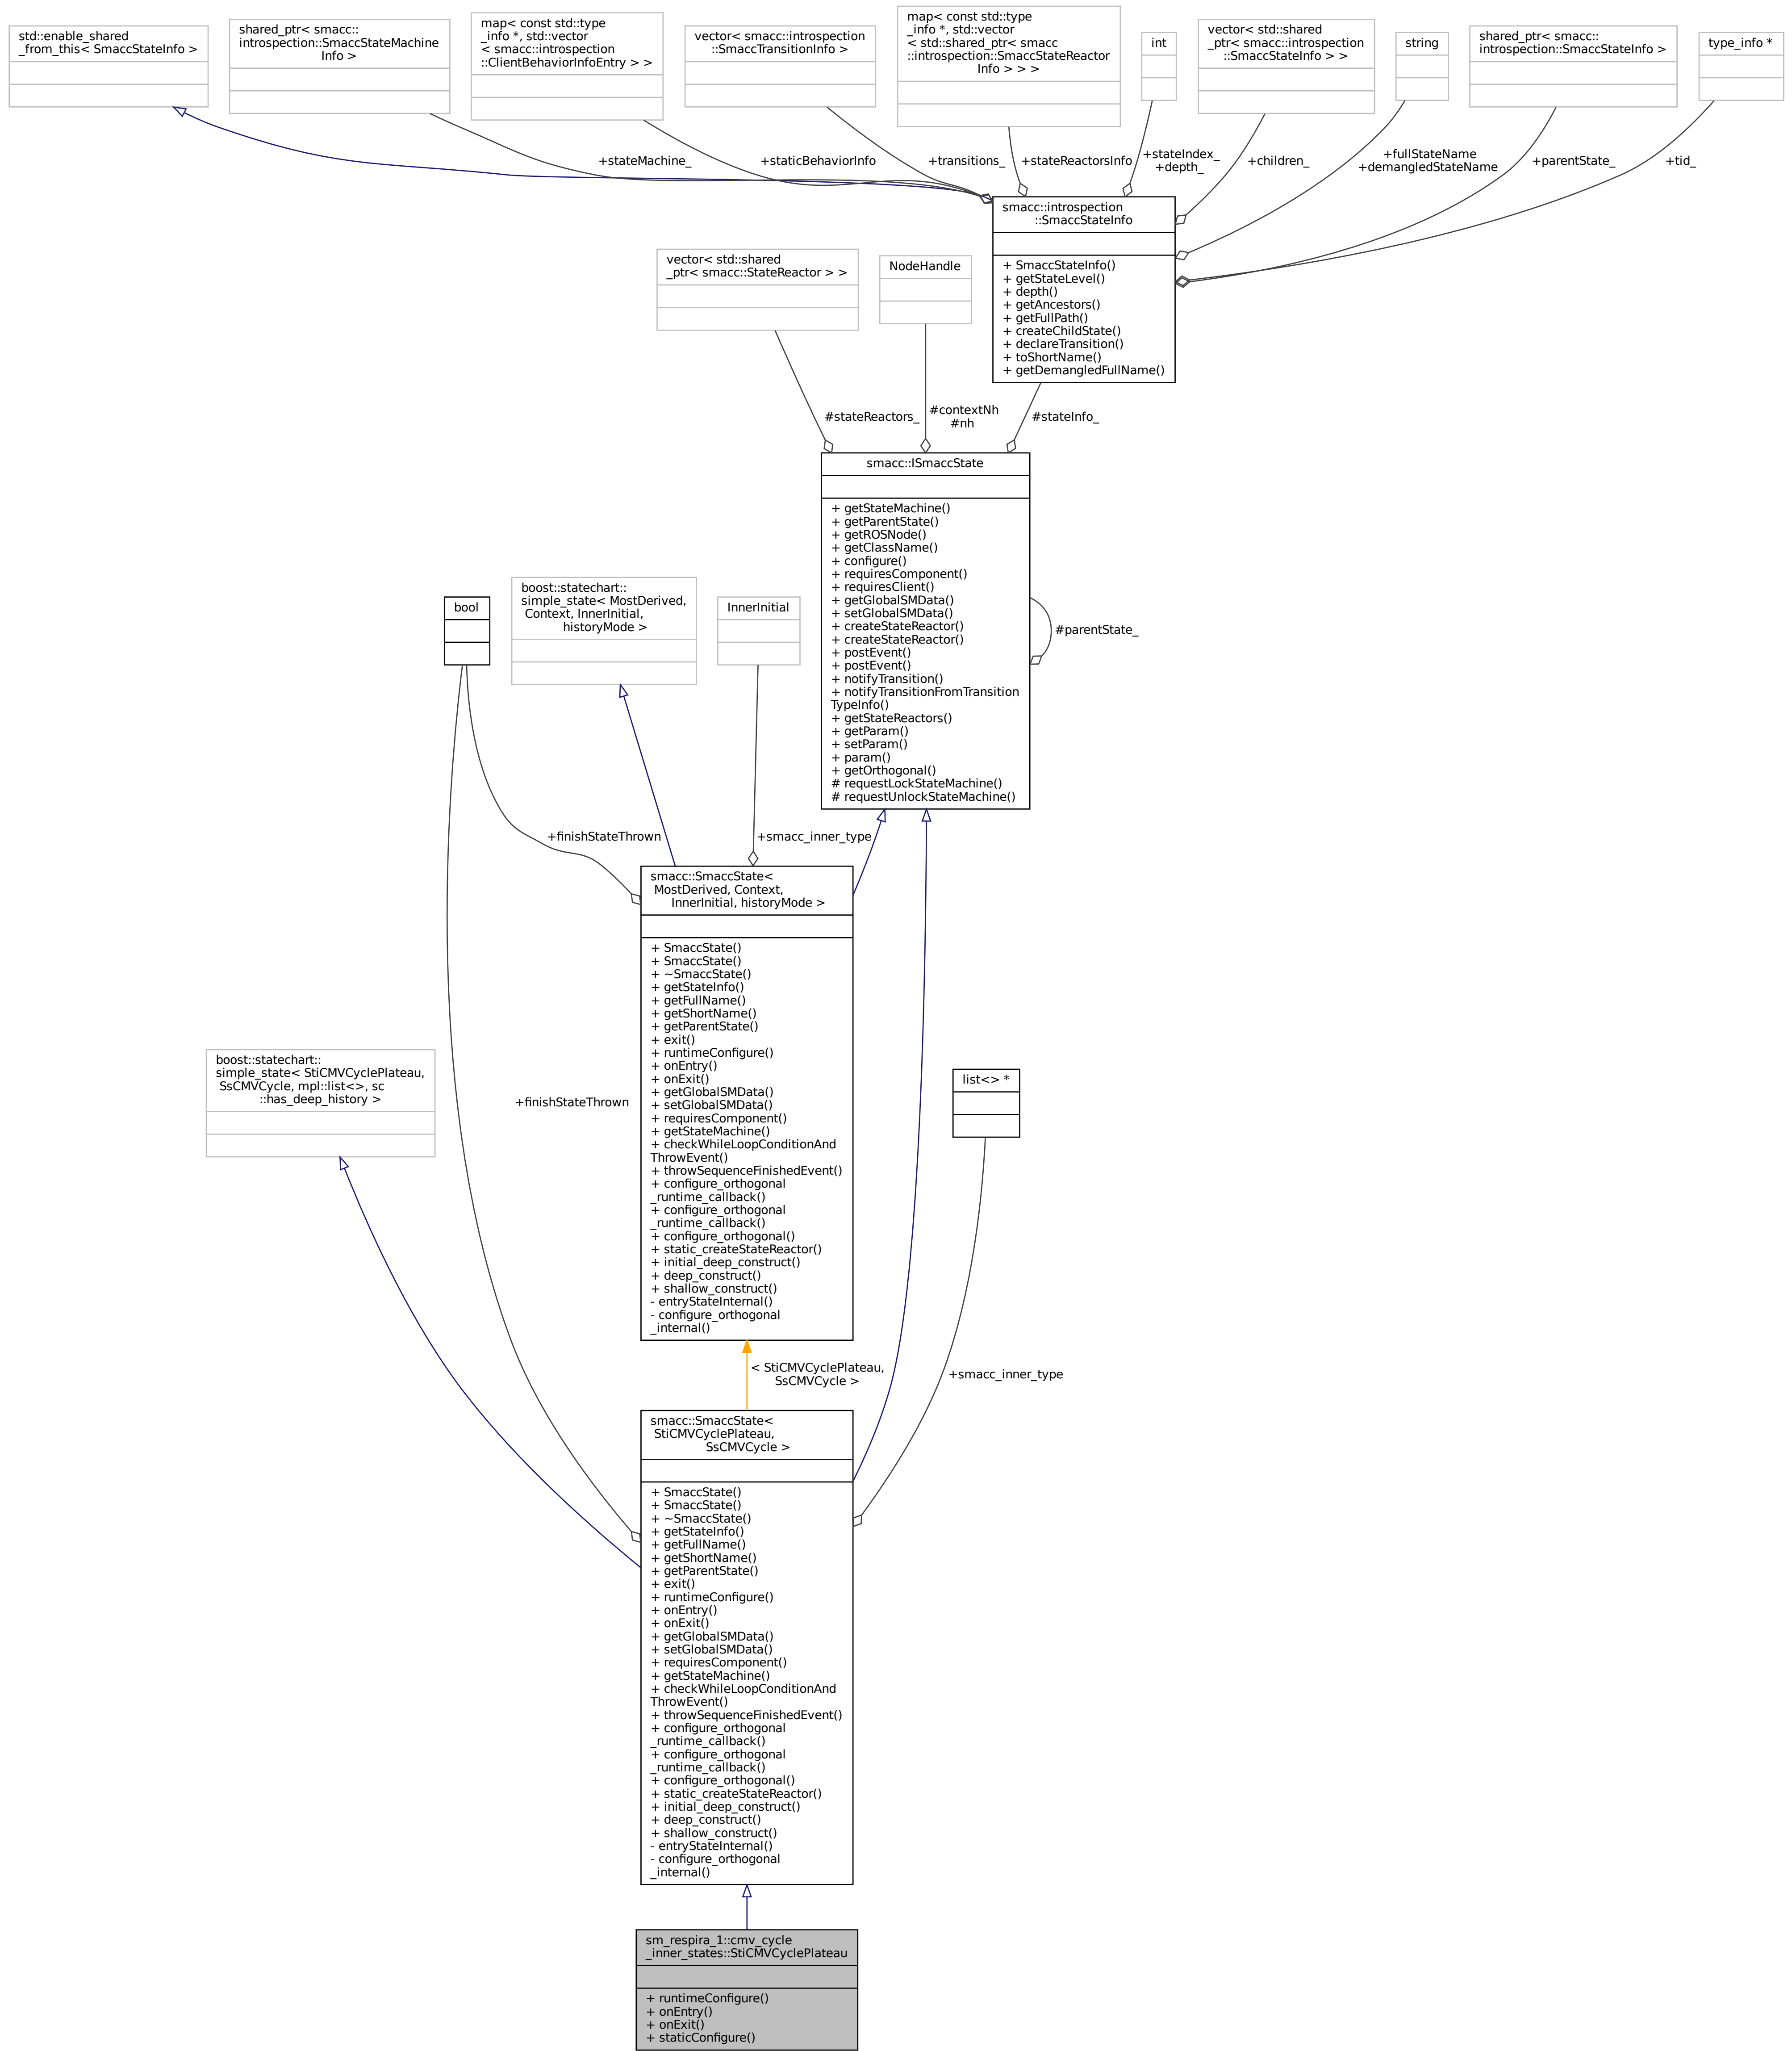 std::enable_shared
_from_this< SmaccStateInfo >
shared_ptr< smacc::
introspection::SmaccStateMachine
Info >
map< const std::type
_info *, std::vector
< smacc::introspection
::ClientBehaviorInfoEntry > >
vector< smacc::introspection
::SmaccTransitionInfo >
map< const std::type
_info *, std::vector
< std::shared_ptr< smacc
::introspection::SmaccStateReactor
Info > > >
int
vector< std::shared
_ptr< smacc::introspection
::SmaccStateInfo > >
string
shared_ptr< smacc::
introspection::SmaccStateInfo >
type_info *
+stateMachine_
+staticBehaviorInfo
+transitions_
+stateReactorsInfo
+stateIndex_
+depth_
+children_
+fullStateName
+demangledStateName
+parentState_
+tid_
smacc::introspection
::SmaccStateInfo
+ SmaccStateInfo()
+ getStateLevel()
+ depth()
+ getAncestors()
+ getFullPath()
+ createChildState()
+ declareTransition()
+ toShortName()
+ getDemangledFullName()
vector< std::shared
_ptr< smacc::StateReactor > >
NodeHandle
#stateReactors_
#contextNh
#nh
#stateInfo_
smacc::ISmaccState
+ getStateMachine()
+ getParentState()
+ getROSNode()
+ getClassName()
+ configure()
+ requiresComponent()
+ requiresClient()
+ getGlobalSMData()
+ setGlobalSMData()
+ createStateReactor()
+ createStateReactor()
+ postEvent()
+ postEvent()
+ notifyTransition()
+ notifyTransitionFromTransition
TypeInfo()
+ getStateReactors()
+ getParam()
+ setParam()
+ param()
+ getOrthogonal()
# requestLockStateMachine()
# requestUnlockStateMachine()
#parentState_
bool
boost::statechart::
simple_state< MostDerived,
Context, InnerInitial,
historyMode >
InnerInitial
+finishStateThrown
+smacc_inner_type
smacc::SmaccState<
MostDerived, Context,
InnerInitial, historyMode >
+ SmaccState()
+ SmaccState()
+ ~SmaccState()
+ getStateInfo()
+ getFullName()
+ getShortName()
+ getParentState()
+ exit()
+ runtimeConfigure()
+ onEntry()
+ onExit()
+ getGlobalSMData()
+ setGlobalSMData()
+ requiresComponent()
+ getStateMachine()
+ checkWhileLoopConditionAnd
ThrowEvent()
+ throwSequenceFinishedEvent()
+ configure_orthogonal
_runtime_callback()
+ configure_orthogonal
_runtime_callback()
+ configure_orthogonal()
+ static_createStateReactor()
+ initial_deep_construct()
+ deep_construct()
+ shallow_construct()
- entryStateInternal()
- configure_orthogonal
_internal()
boost::statechart::
simple_state< StiCMVCyclePlateau,
SsCMVCycle, mpl::list<>, sc
::has_deep_history >
+finishStateThrown
list<> *
< StiCMVCyclePlateau,
SsCMVCycle >
+smacc_inner_type
smacc::SmaccState<
StiCMVCyclePlateau,
SsCMVCycle >
+ SmaccState()
+ SmaccState()
+ ~SmaccState()
+ getStateInfo()
+ getFullName()
+ getShortName()
+ getParentState()
+ exit()
+ runtimeConfigure()
+ onEntry()
+ onExit()
+ getGlobalSMData()
+ setGlobalSMData()
+ requiresComponent()
+ getStateMachine()
+ checkWhileLoopConditionAnd
ThrowEvent()
+ throwSequenceFinishedEvent()
+ configure_orthogonal
_runtime_callback()
+ configure_orthogonal
_runtime_callback()
+ configure_orthogonal()
+ static_createStateReactor()
+ initial_deep_construct()
+ deep_construct()
+ shallow_construct()
- entryStateInternal()
- configure_orthogonal
_internal()
sm_respira_1::cmv_cycle
_inner_states::StiCMVCyclePlateau
+ runtimeConfigure()
+ onEntry()
+ onExit()
+ staticConfigure()